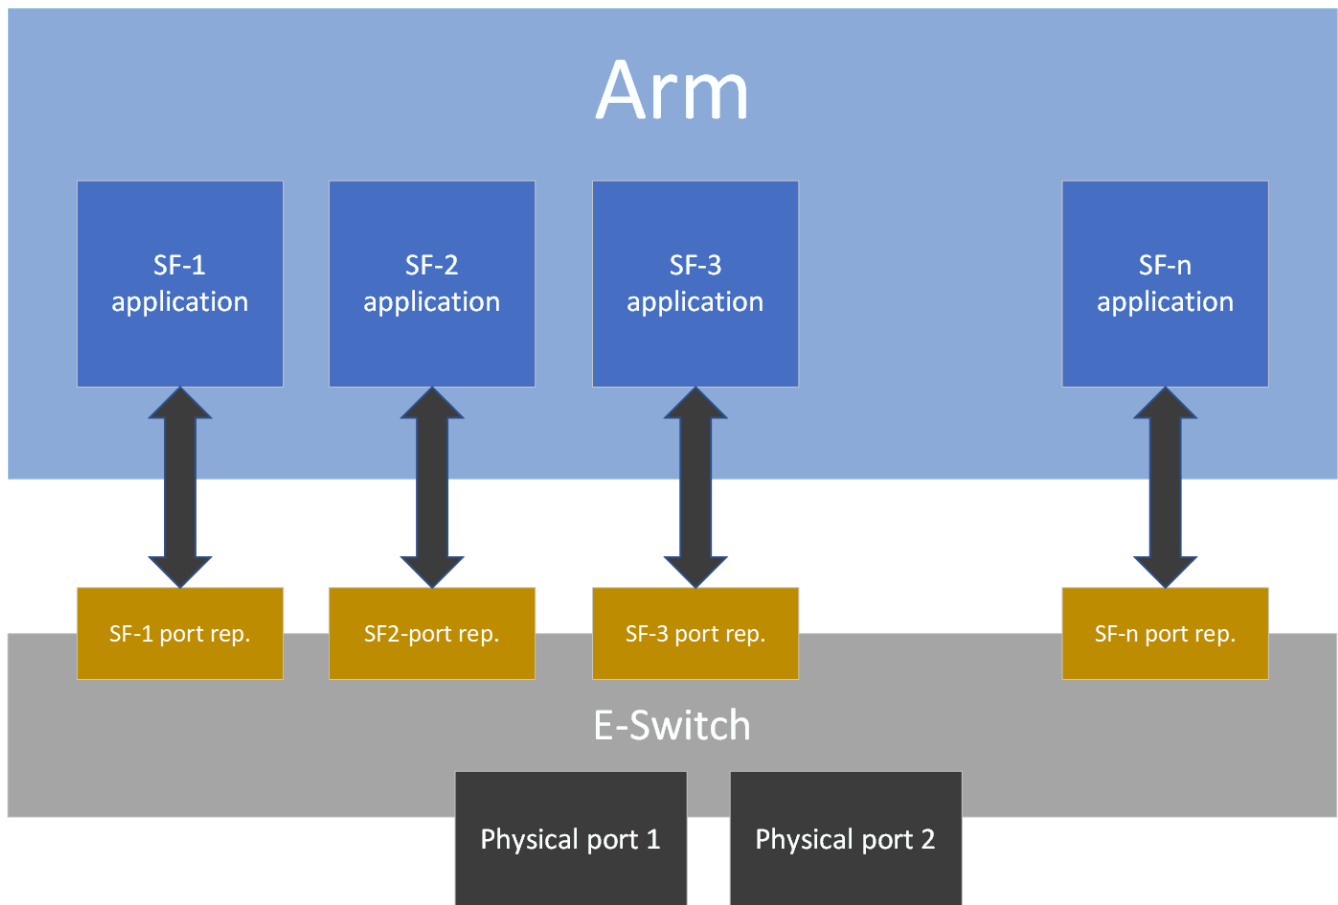 Arm
SF-1
application
SF-2
application
SF-3
application
SF-n
application
SF-1 port rep.
SF2-port rep.
SF-3 port rep.
SF-n port rep.
E-Switch
Physical port 1
Physical port 2